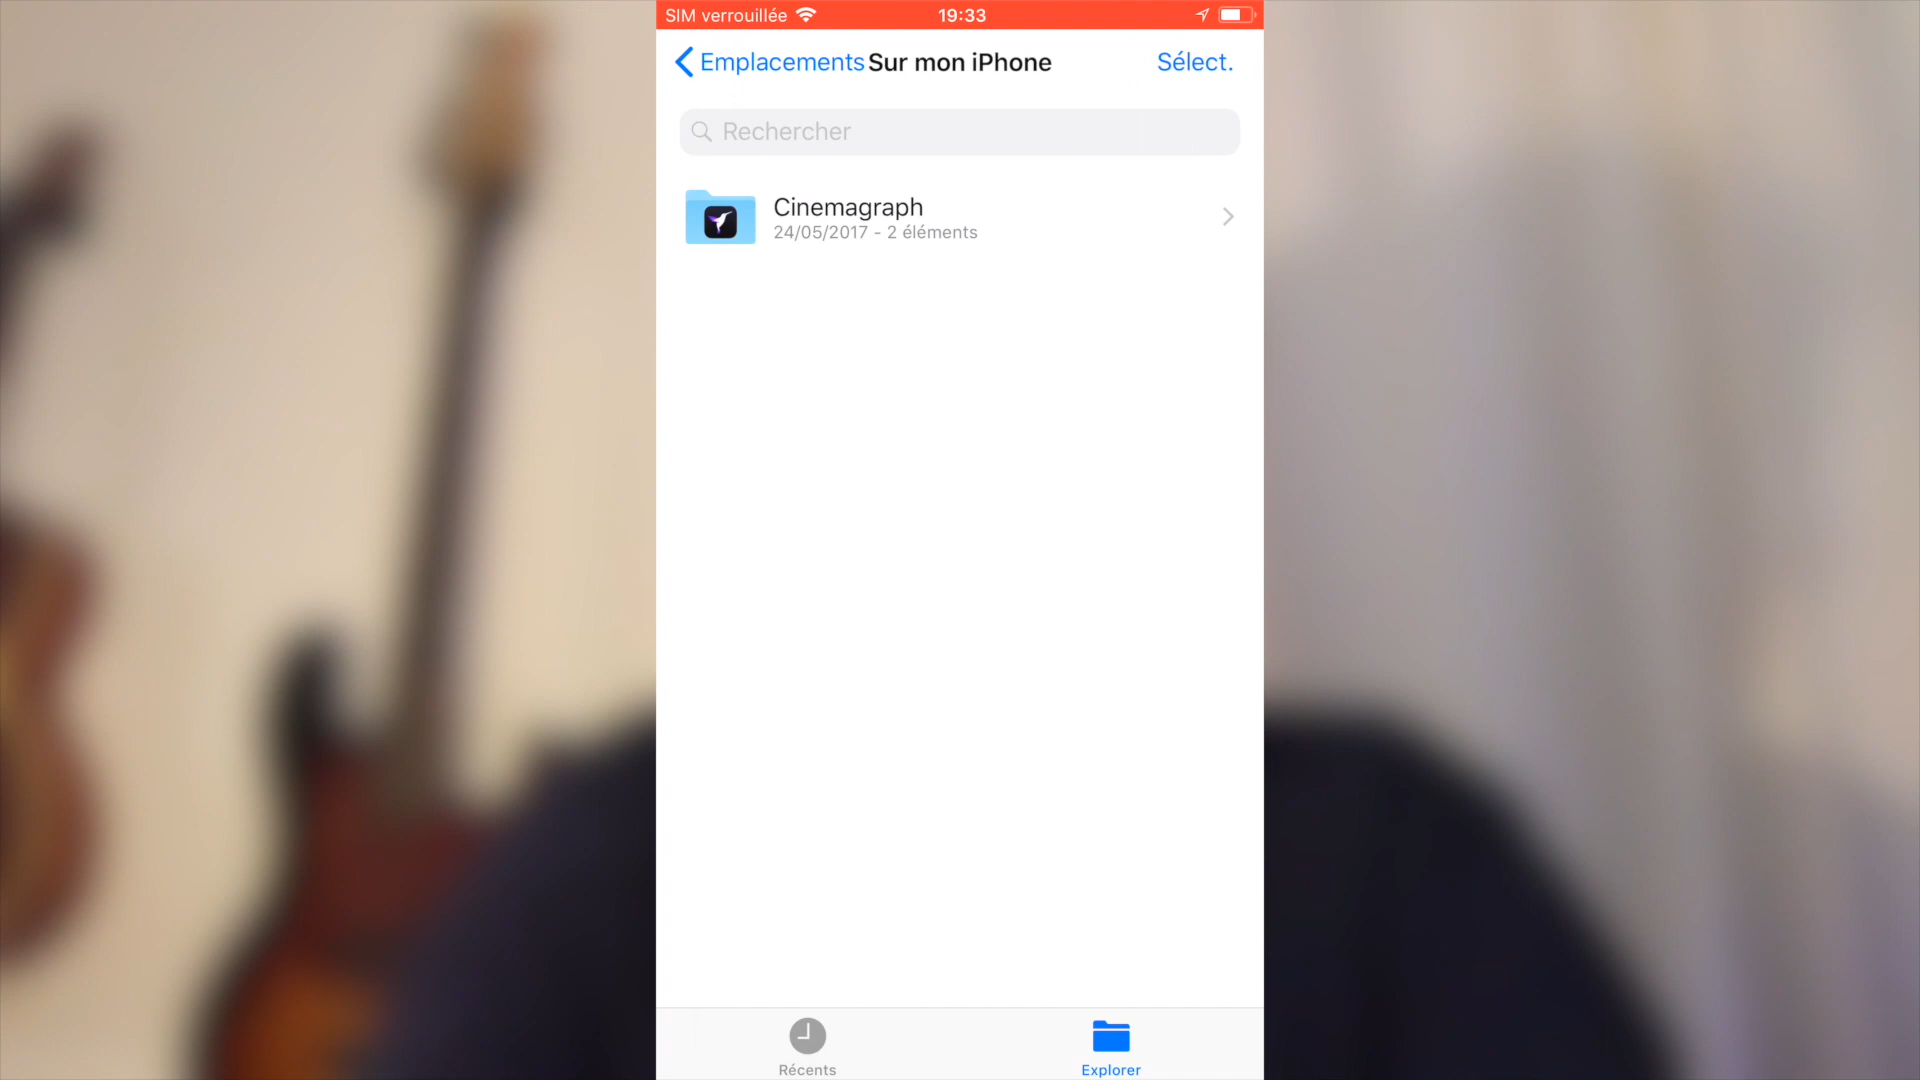 SIM verrouillée 19:33
Emplacements Sur mon iPhone Sélect.
Rechercher
Cinemagraph
24/05/2017 - 2 éléments
Récents Explorer